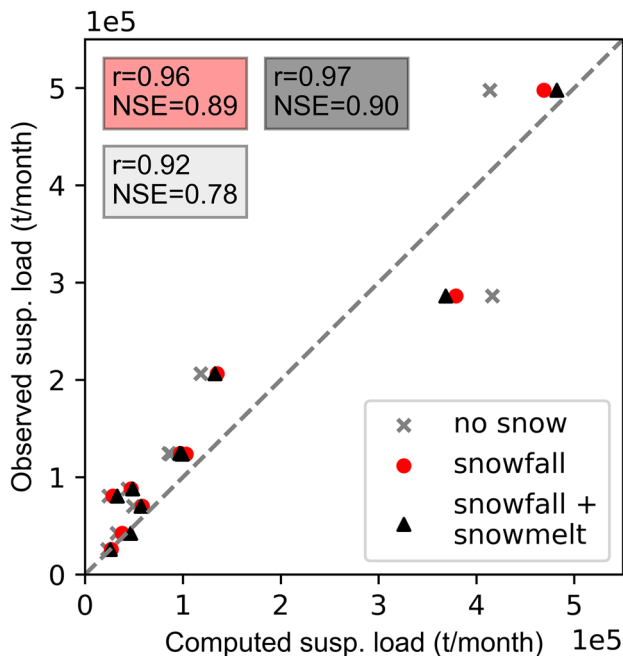 1e5
r=0.96
NSE=0.89
r=0.97
NSE=0.90
r=0.92
NSE=0.78
Observed susp. load (t/month)
5
4
3
2
1
0
no snow
snowfall
snowfall +
snowmelt
0
1
2
3
4
5
Computed susp. load (t/month)
1e5